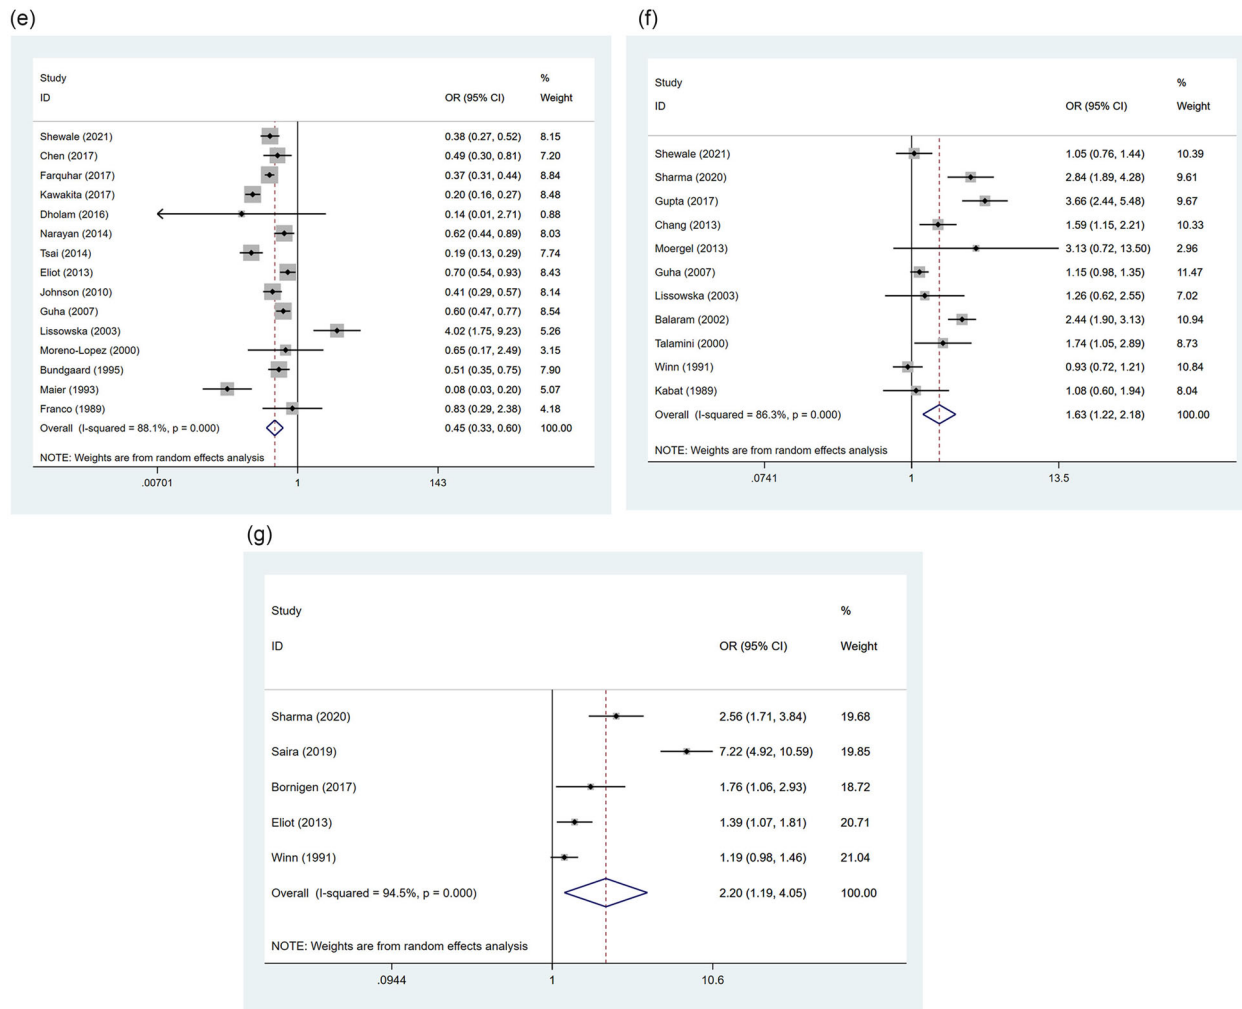 (e)
Study %
ID OR (95% CI) Weight
Shewale (2021) 0.38 (0.27, 0.52) 8.15
Chen (2017) 0.49 (0.30, 0.81) 7.20
Farquhar (2017) 0.37 (0.31, 0.44) 8.84
Kawakita (2017) 0.20 (0.16, 0.27) 8.48
Dholam (2016) 0.14 (0.01, 2.71) 0.88
Narayan (2014) 0.62 (0.44, 0.89) 8.03
Tsai (2014) 0.19 (0.13, 0.29) 7.74
Eliot (2013) 0.70 (0.54, 0.93) 8.43
Johnson (2010) 0.41 (0.29, 0.57) 8.14
Guha (2007) 0.60 (0.47, 0.77) 8.54
Lissowska (2003) 4.02 (1.75, 9.23) 5.26
Moreno-Lopez (2000) 0.65 (0.17, 2.49) 3.15
Bundgaard (1995) 0.51 (0.35, 0.75) 7.90
Maier (1993) 0.08 (0.03, 0.20) 5.07
Franco (1989) 0.83 (0.29, 2.38) 4.18
Overall (I-squared = 88.1%, p = 0.000) 0.45 (0.33, 0.60) 100.00
NOTE: Weights are from random effects analysis
.00701 1 143
(f)
Study %
ID OR (95% CI) Weight
Shewale (2021) 1.05 (0.76, 1.44) 10.39
Sharma (2020) 2.84 (1.89, 4.28) 9.61
Gupta (2017) 3.66 (2.44, 5.48) 9.67
Chang (2013) 1.59 (1.15, 2.21) 10.33
Moergel (2013) 3.13 (0.72, 13.50) 2.96
Guha (2007) 1.15 (0.98, 1.35) 11.47
Lissowska (2003) 1.26 (0.62, 2.55) 7.02
Balaram (2002) 2.44 (1.90, 3.13) 10.94
Talamini (2000) 1.74 (1.05, 2.89) 8.73
Winn (1991) 0.93 (0.72, 1.21) 10.84
Kabat (1989) 1.08 (0.60, 1.94) 8.04
Overall (I-squared = 86.3%, p = 0.000) 1.63 (1.22, 2.18) 100.00
NOTE: Weights are from random effects analysis
.0741 1 13.5
(g)
Study %
ID OR (95% CI) Weight
Sharma (2020) 2.56 (1.71, 3.84) 19.68
Saira (2019) 7.22 (4.92, 10.59) 19.85
Bornigen (2017) 1.76 (1.06, 2.93) 18.72
Eliot (2013) 1.39 (1.07, 1.81) 20.71
Winn (1991) 1.19 (0.98, 1.46) 21.04
Overall (I-squared = 94.5%, p = 0.000) 2.20 (1.19, 4.05) 100.00
NOTE: Weights are from random effects analysis
.0944 1 10.6